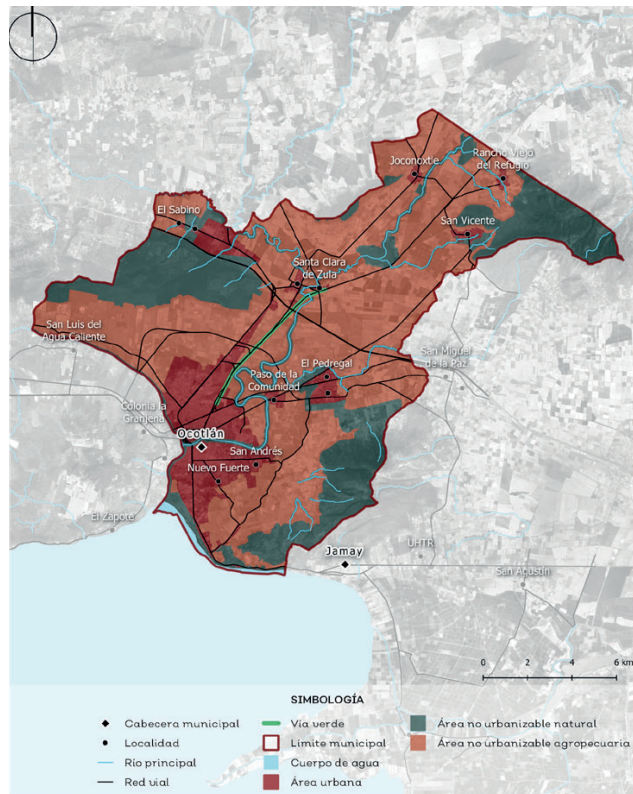 Joconoxtle
Rancho Viejo
del Refugio
El Sabino
San Vicente
Santa Clara
de Zula
San Luis del
Agua Caliente
San Miguel
de la Paz
El Pedregal
Paso de la
Comunidad
Colonia la
Granjena
Ocotlán
San Andrés
Nuevo Fuerte
El Zapote
Jamay
UHTR
San Agustín
0 2 4 6 km
SIMBOLOGÍA
Cabecera municipal
Localidad
Río principal
Red vial
Vía verde
Límite municipal
Cuerpo de agua
Área urbana
Área no urbanizable natural
Área no urbanizable agropecuaria